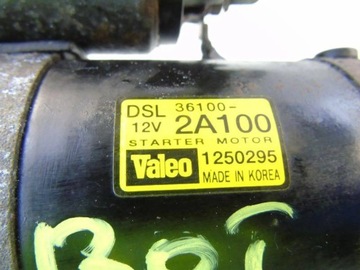 DSL 36100-
12V 2A100
STARTER MOTOR
Valeo 1250295
MADE IN KOREA